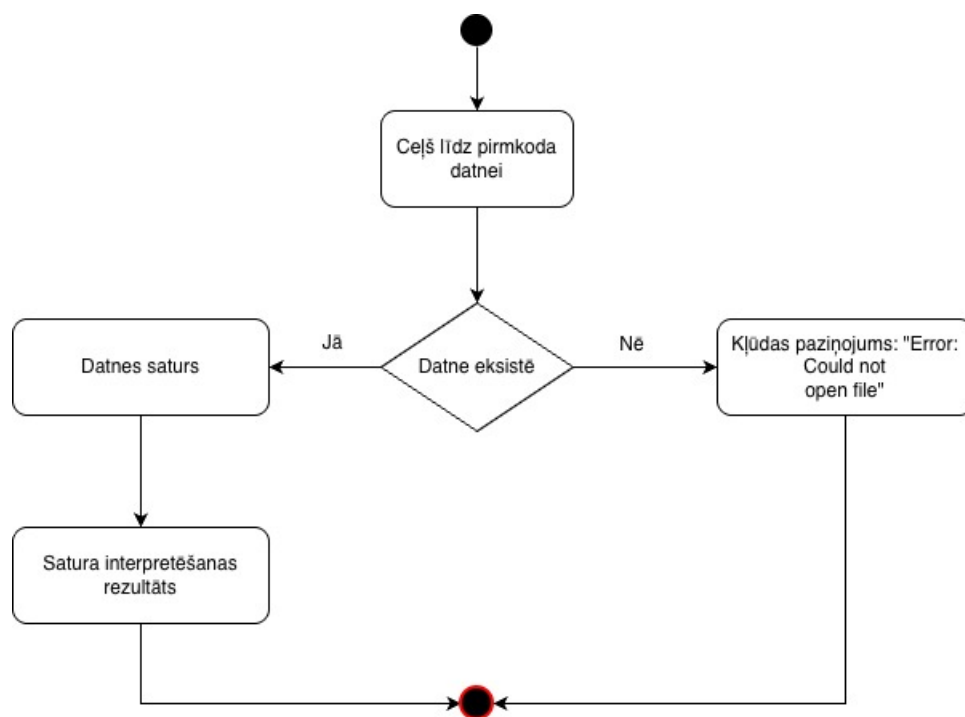 Ceļš līdz pirmkoda
datnei
Jā
Datne eksistē
Nē
Datnes saturs
Kļūdas paziņojums: "Error:
Could not
open file"
Satura interpretēšanas
rezultāts